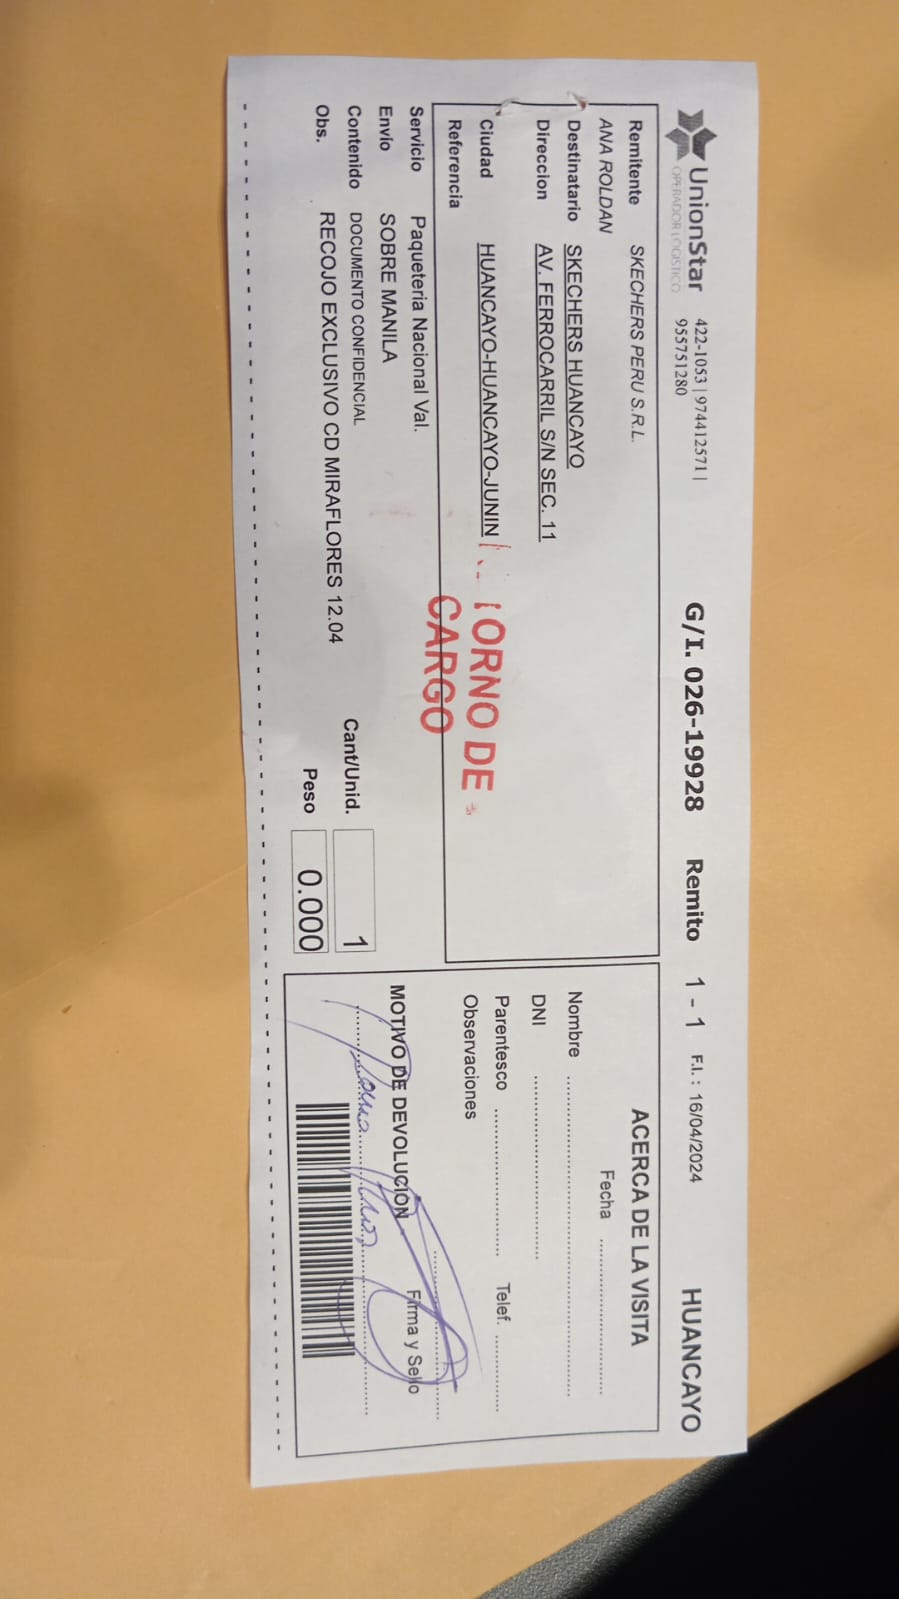 UnionStar
OPERADOR LOGISTICO
422-1053 | 974412571 |
955751280
G/I. 026-19928 Remito 1 - 1 F.I. : 16/04/2024 HUANCAYO
Remitente SKECHERS PERU S.R.L.
ANA ROLDAN
Destinatario SKECHERS HUANCAYO
Direccion AV. FERROCARRIL S/N SEC. 11
Ciudad HUANCAYO-HUANCAYO-JUNIN
Referencia
TORNO DE
CARGO
Servicio Paqueteria Nacional Val.
Envío SOBRE MANILA
Contenido DOCUMENTO CONFIDENCIAL
Cant/Unid. 1
Obs. RECOJO EXCLUSIVO CD MIRAFLORES 12.04
Peso 0.000
ACERCA DE LA VISITA
Fecha
Nombre
DNI
Parentesco Telef.
Observaciones
MOTIVO DE DEVOLUCIÓN
Firma y Sello